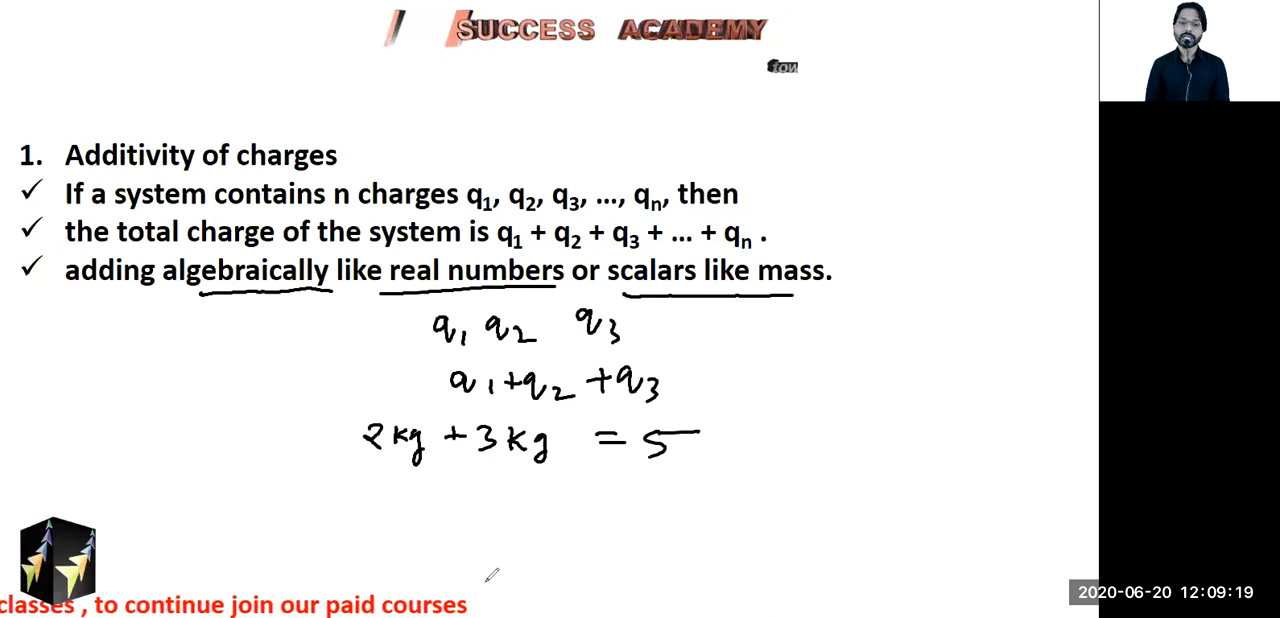 SUCCESS ACADEMY
1. Additivity of charges
✓ If a system contains n charges q₁, q₂, q₃, ..., qₙ, then
✓ the total charge of the system is q₁ + q₂ + q₃ + ... + qₙ .
✓ adding algebraically like real numbers or scalars like mass.
q₁ q₂ q₃
q₁+q₂ +q₃
2kg + 3kg = 5
classes , to continue join our paid courses
2020-06-20 12:09:19